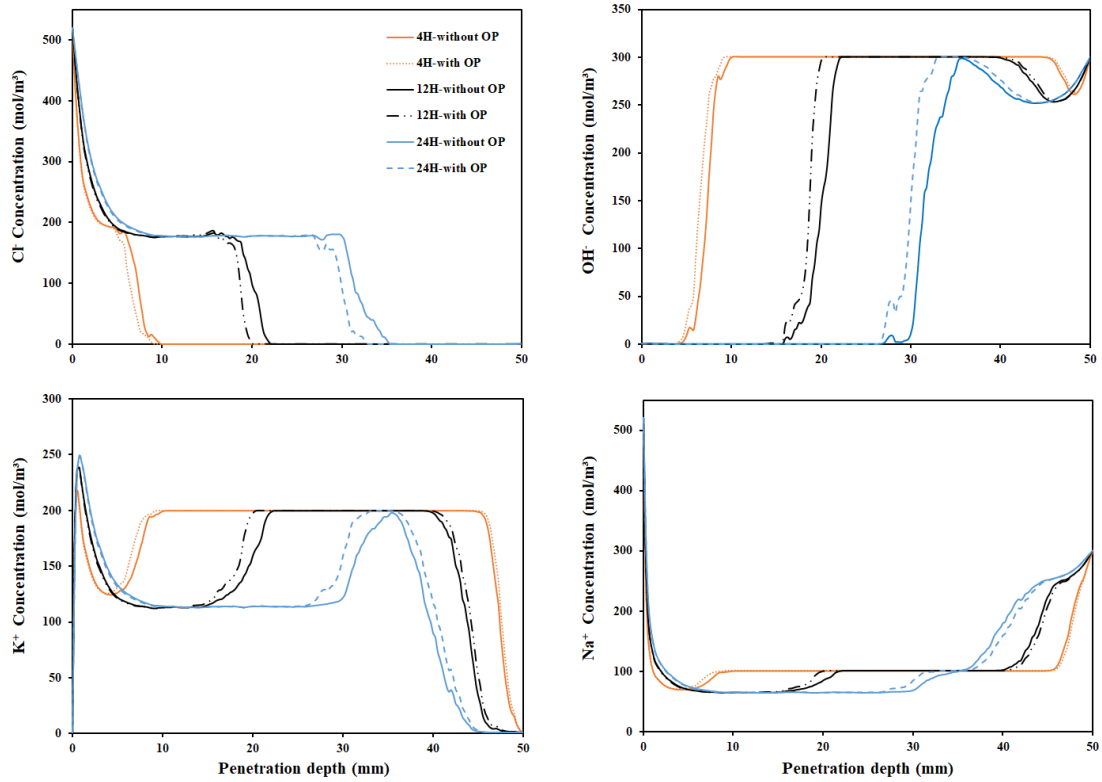 Cl- Concentration (mol/m³)
500
400
300
200
100
0
0 10 20 30 40 50
4H-without OP
4H-with OP
12H-without OP
12H-with OP
24H-without OP
24H-with OP
OH- Concentration (mol/m³)
300
250
200
150
100
50
0
0 10 20 30 40 50
K+ Concentration (mol/m³)
300
250
200
150
100
50
0
0 10 20 30 40 50
Penetration depth (mm)
Na+ Concentration (mol/m³)
500
400
300
200
100
0
0 10 20 30 40 50
Penetration depth (mm)